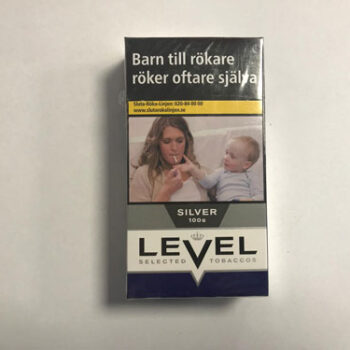 Barn till rökare
röker oftare själva
Sluta-Röka-Linjen: 020-84 00 00
www.slutarokalinjen.se
SILVER
100s
LEVEL
SELECTED TOBACCOS